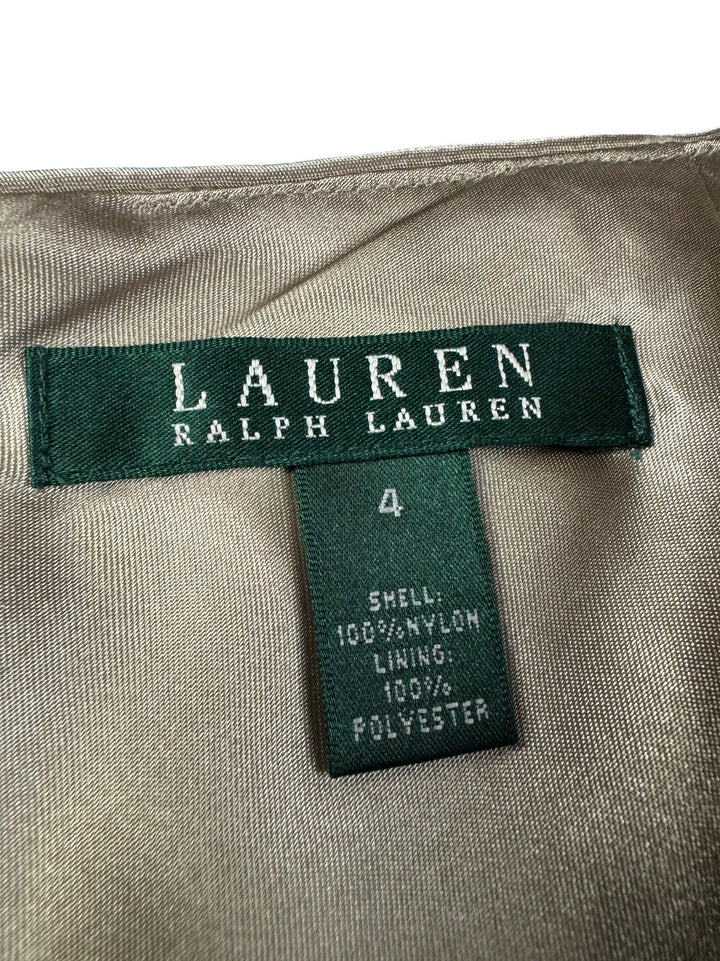 LAUREN
RALPH LAUREN
4
SHELL:
100%NYLON
LINING:
100%
POLYESTER